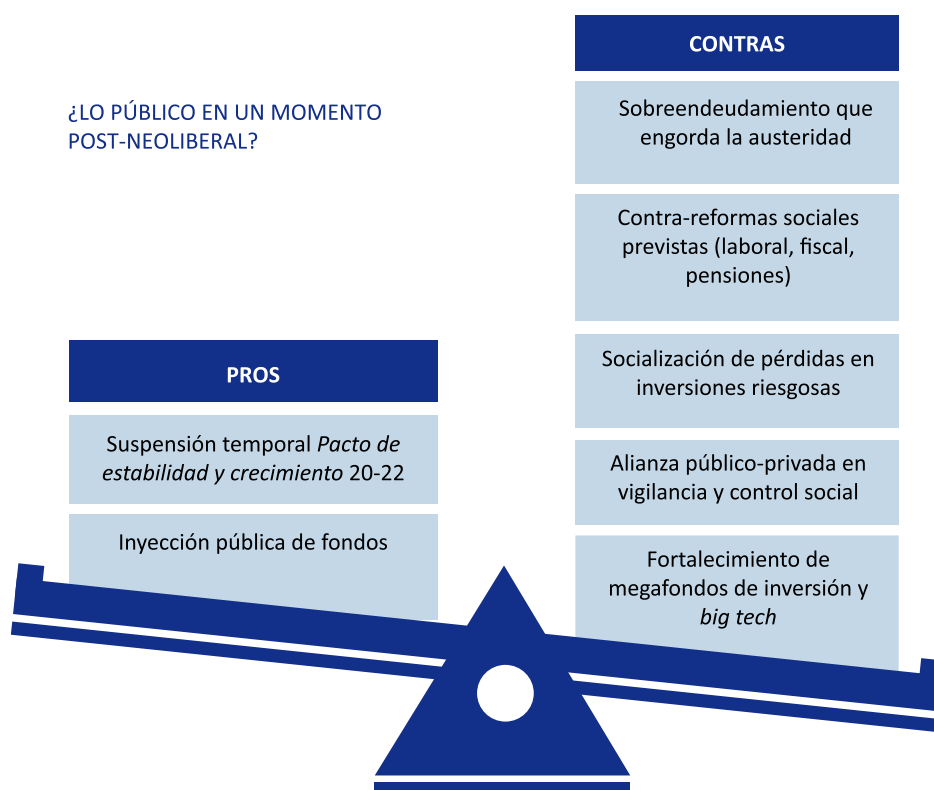 ¿LO PÚBLICO EN UN MOMENTO
POST-NEOLIBERAL?
PROS
Suspensión temporal Pacto de
estabilidad y crecimiento 20-22
Inyección pública de fondos
CONTRAS
Sobreendeudamiento que
engorda la austeridad
Contra-reformas sociales
previstas (laboral, fiscal,
pensiones)
Socialización de pérdidas en
inversiones riesgosas
Alianza público-privada en
vigilancia y control social
Fortalecimiento de
megafondos de inversión y
big tech